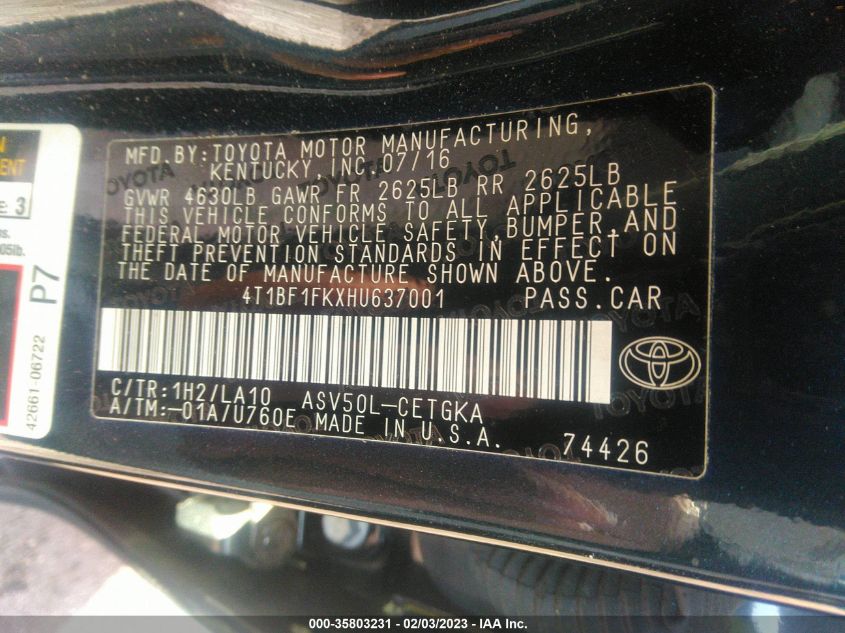 MFD.BY:TOYOTA MOTOR MANUFACTURING,
KENTUCKY, INC.07/16
GVWR 4630LB GAWR FR 2625LB RR 2625LB
THIS VEHICLE CONFORMS TO ALL APPLICABLE
FEDERAL MOTOR VEHICLE SAFETY,BUMPER,AND
THEFT PREVENTION STANDARDS IN EFFECT ON
THE DATE OF MANUFACTURE SHOWN ABOVE.
4T1BF1FKXHU637001 PASS.CAR
C/TR:1H2/LA10 ASV50L-CETGKA
A/TM:-01A/U760E MADE IN U.S.A.
74426
TOYOTA
3
05lb.
P7
42661-06722
000-35803231 - 02/03/2023 - IAA Inc.